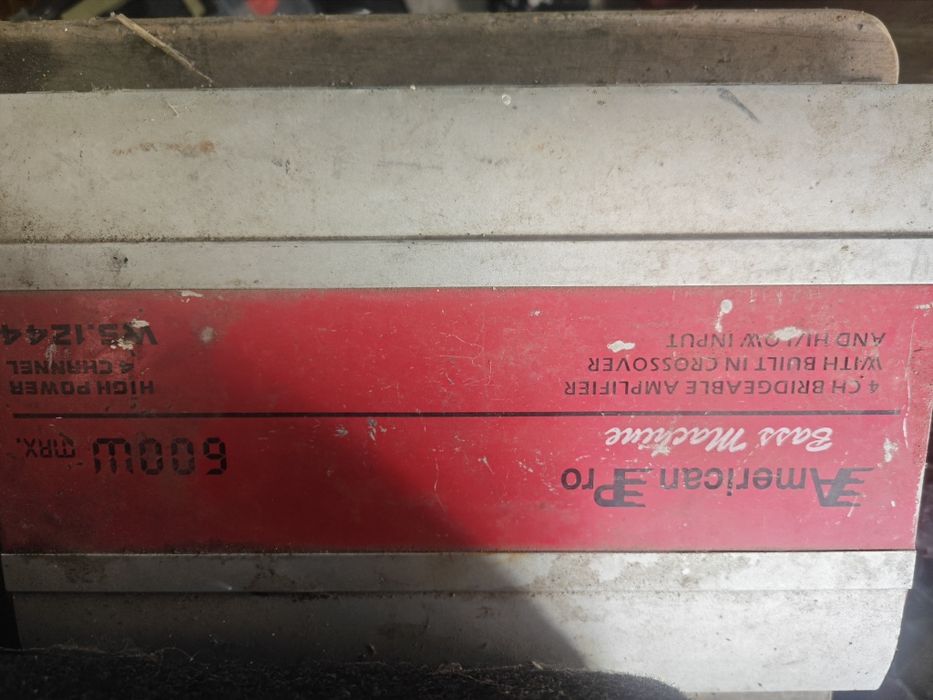 American Pro
Bass Machine
600W MAX.
4 CH BRIDGEABLE AMPLIFIER
WITH BUILT IN CROSSOVER
AND HI/LOW INPUT
HIGH POWER
4 CHANNEL
WS.1244